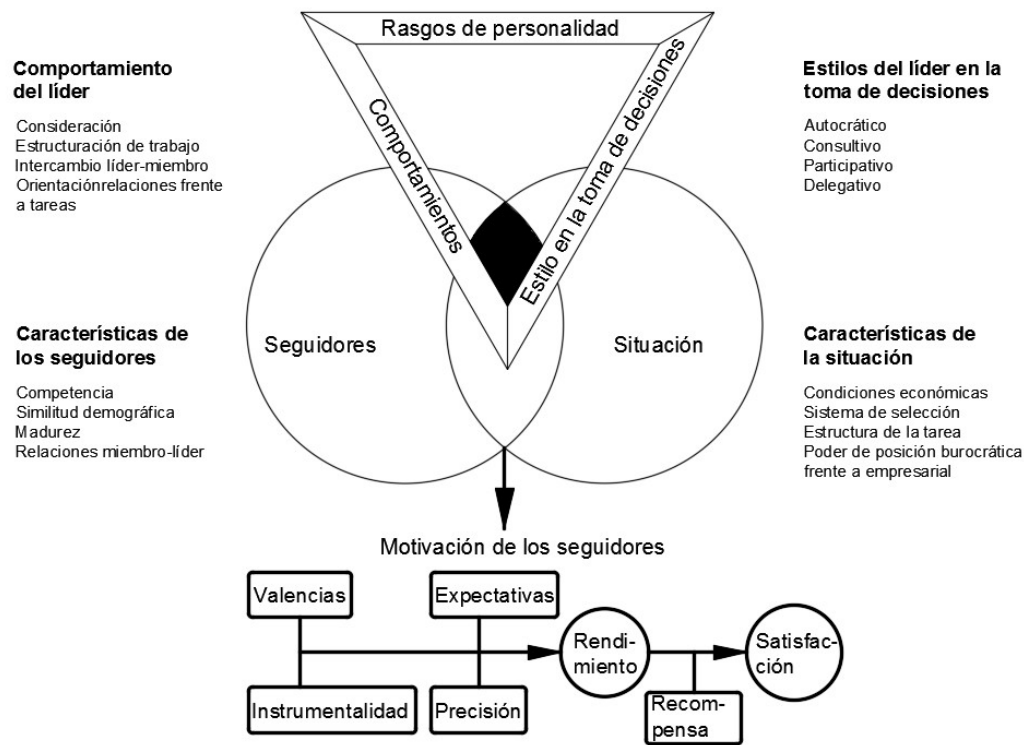 Rasgos de personalidad
Comportamiento
del líder
Consideración
Estructuración de trabajo
Intercambio líder-miembro
Orientaciónrelaciones frente
a tareas
Comportamientos
Estilo en la toma de decisiones
Estilos del líder en la
toma de decisiones
Autocrático
Consultivo
Participativo
Delegativo
Características de
los seguidores
Competencia
Similitud demográfica
Madurez
Relaciones miembro-líder
Seguidores
Situación
Características de
la situación
Condiciones económicas
Sistema de selección
Estructura de la tarea
Poder de posición burocrática
frente a empresarial
Motivación de los seguidores
Valencias
Expectativas
Instrumentalidad
Precisión
Rendi-
miento
Recom-
pensa
Satisfac-
cción